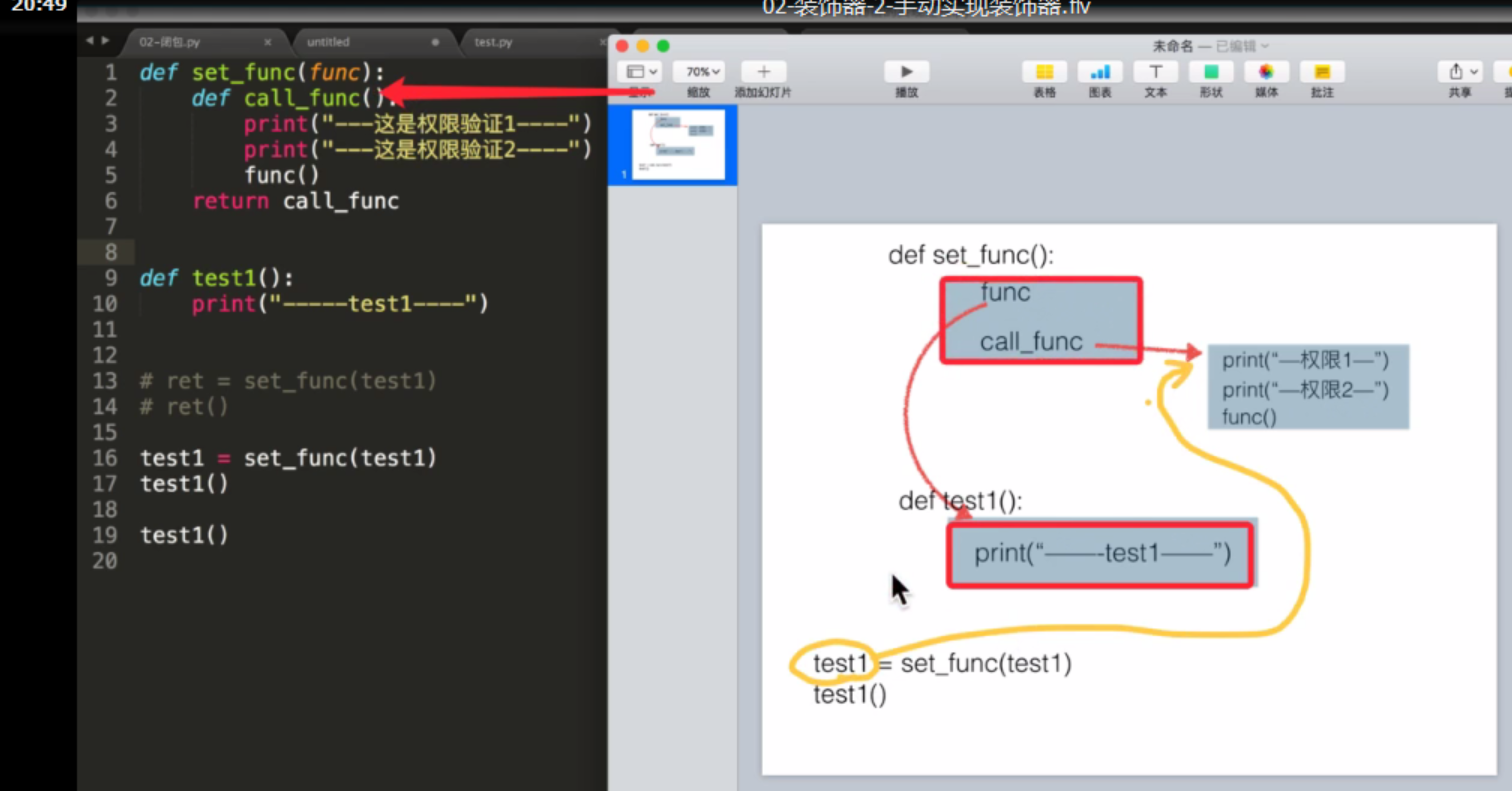 20:49
02-装饰器-2-手动实现装饰器.flv
02-闭包.py
untitled
test.py
1 def set_func(func):
2 def call_func():
3 print("---这是权限验证1----")
4 print("---这是权限验证2----")
5 func()
6 return call_func
7
8
9 def test1():
10 print("-----test1----")
11
12
13 # ret = set_func(test1)
14 # ret()
15
16 test1 = set_func(test1)
17 test1()
18
19 test1()
20
未命名 — 已编辑
70%
缩放
添加幻灯片
播放
表格
图表
文本
形状
媒体
批注
共享
1
def set_func():
func
call_func
print(“—权限1—”)
print(“—权限2—”)
func()
def test1():
print(“——-test1——”)
test1 = set_func(test1)
test1()